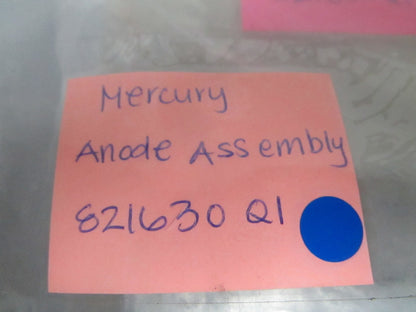 Mercury
Anode Assembly
821630 Q1